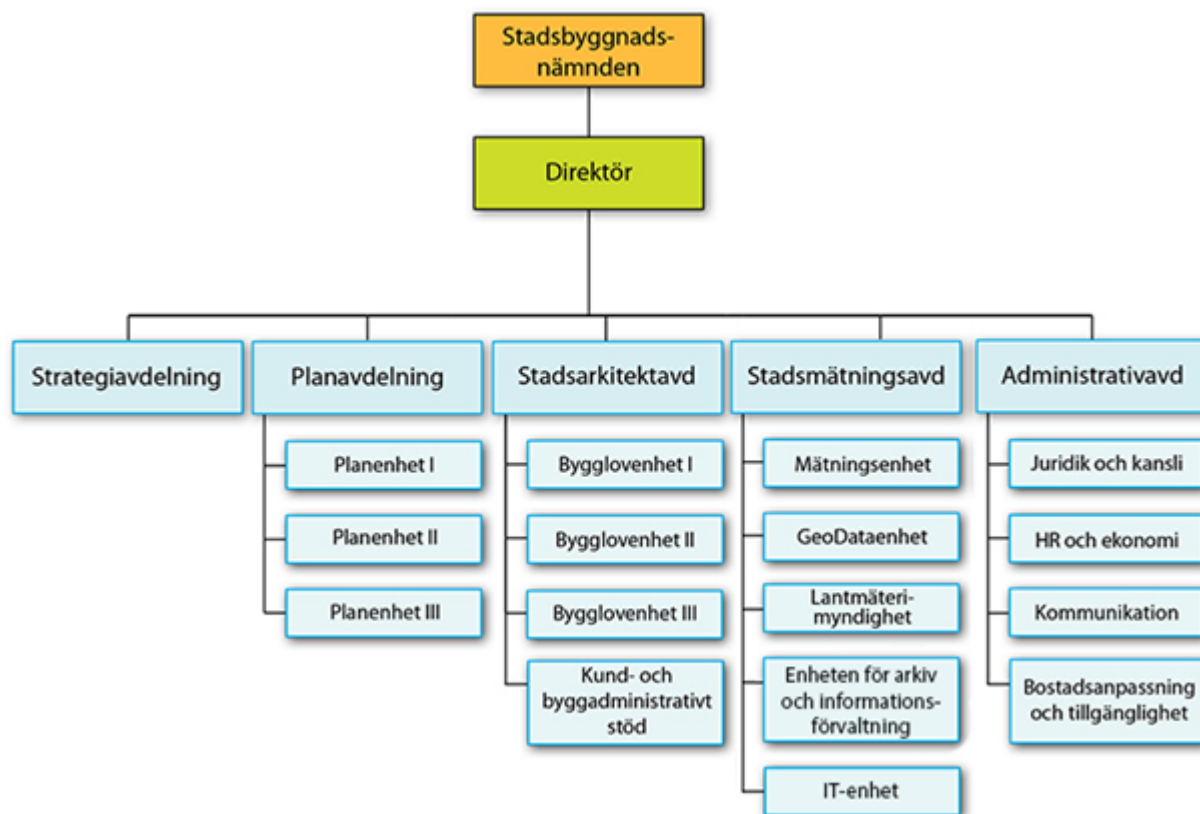 Stadsbyggnads-
nämnden
Direktör
Strategiavdelning
Planavdelning
Stadsarkitektavd
Stadsmätningsavd
Administrativavd
Planenhet I
Planenhet II
Planenhet III
Bygglovenhet I
Bygglovenhet II
Bygglovenhet III
Kund- och
byggadministrativt
stöd
Mätningsenhet
GeoDataenhet
Lantmäteri-
myndighet
Enheten för arkiv
och informations-
förvaltning
IT-enhet
Juridik och kansli
HR och ekonomi
Kommunikation
Bostadsanpassning
och tillgänglighet